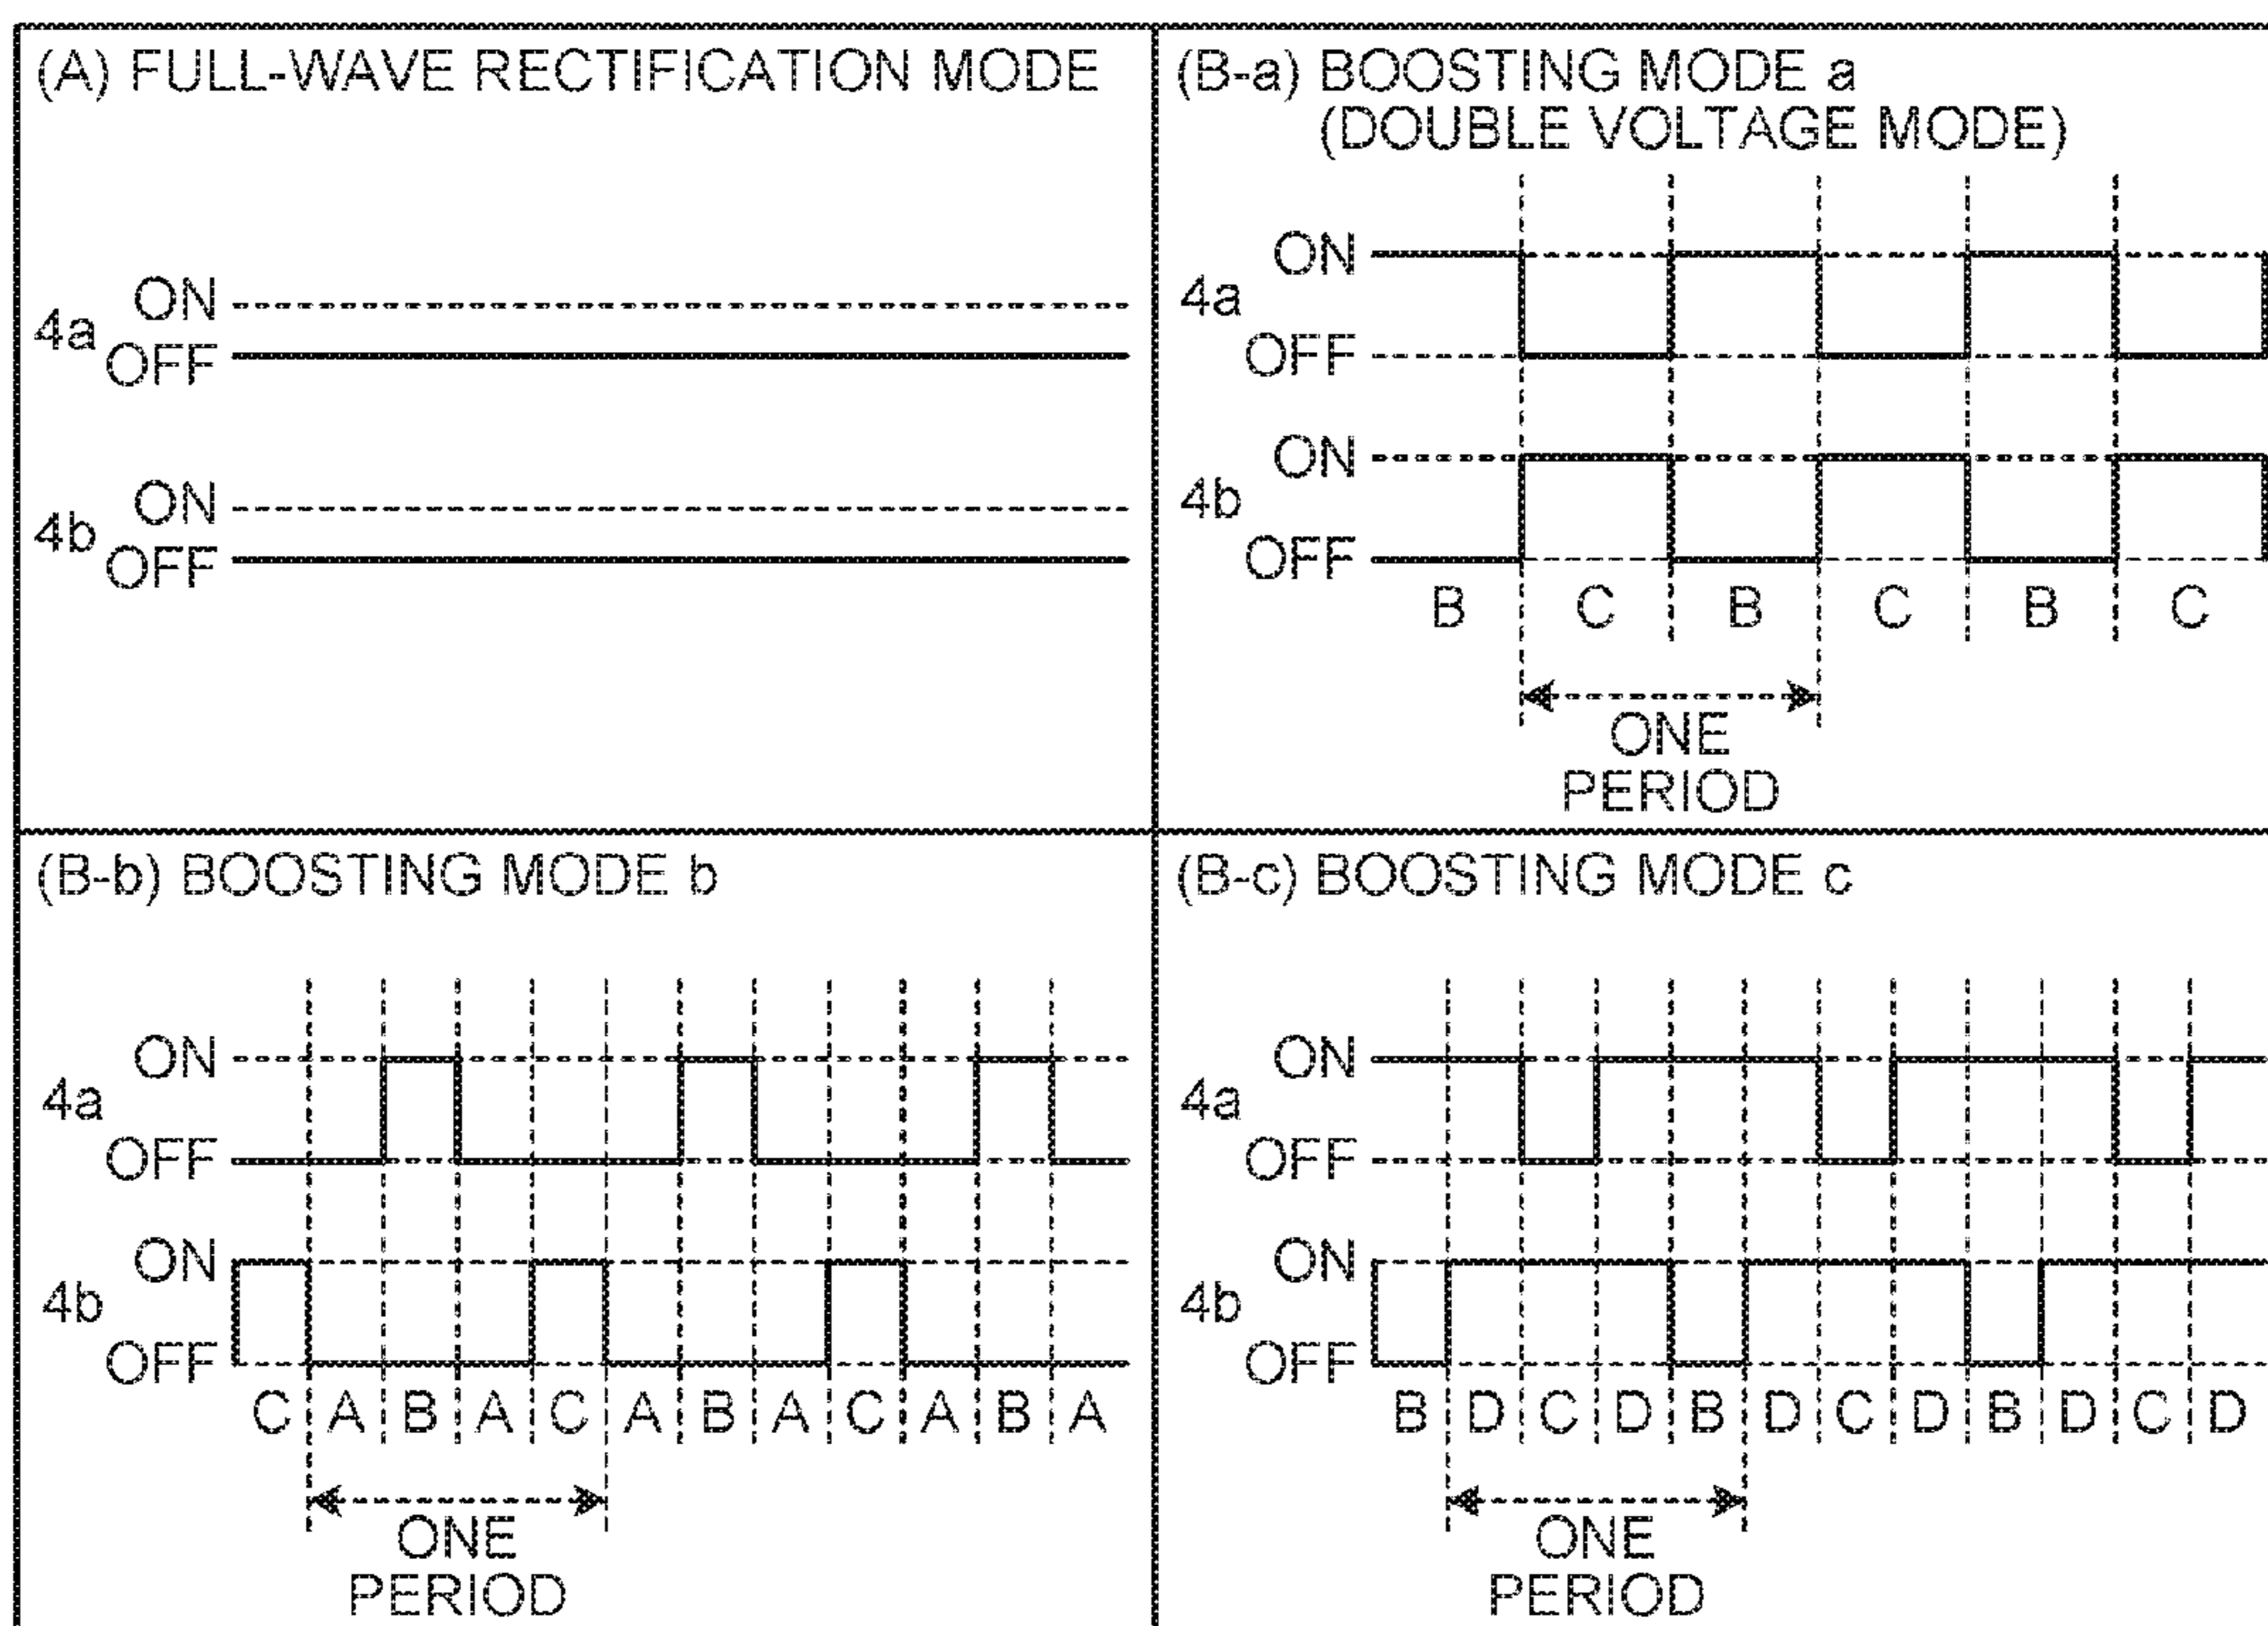 (A) FULL-WAVE RECTIFICATION MODE
4a ON
OFF
4b ON
OFF
(B-a) BOOSTING MODE a
(DOUBLE VOLTAGE MODE)
4a ON
OFF
4b ON
OFF
B C B C B C
ONE
PERIOD
(B-b) BOOSTING MODE b
4a ON
OFF
4b ON
OFF
C A B A C A B A C A B A
ONE
PERIOD
(B-c) BOOSTING MODE c
4a ON
OFF
4b ON
OFF
B D C D B D C D B D C D
ONE
PERIOD